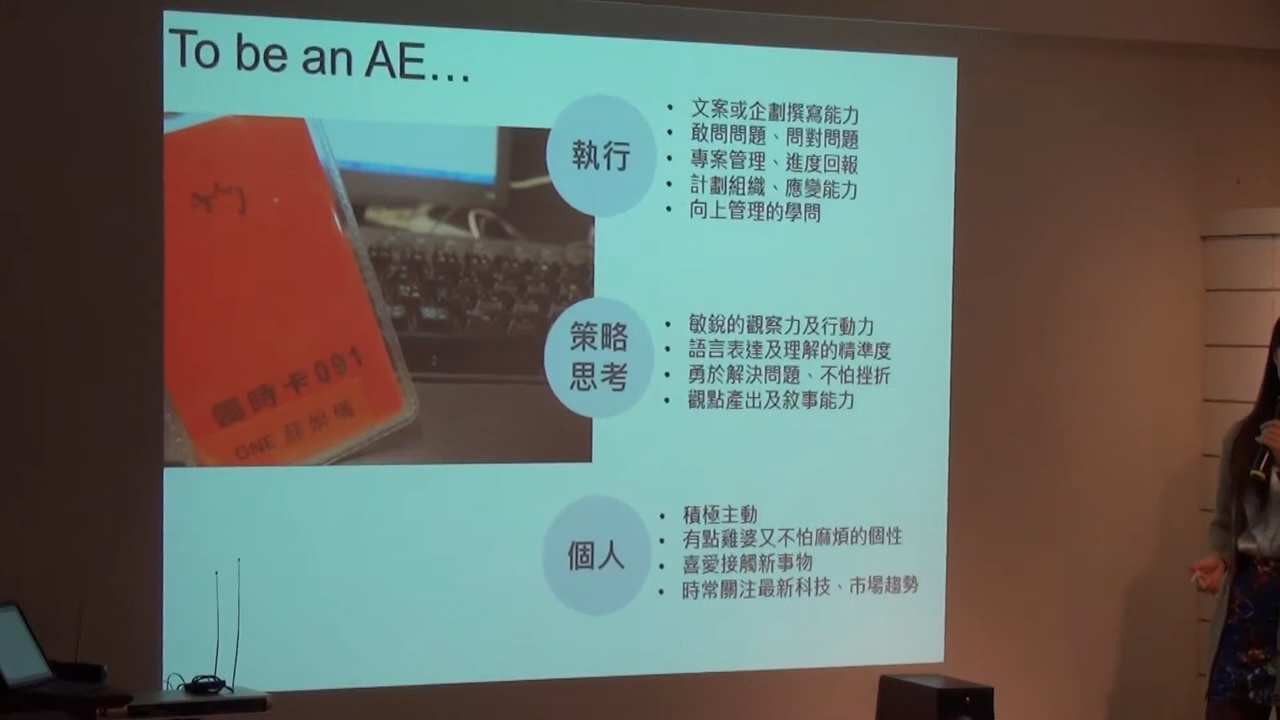 To be an AE...
執行
• 文案或企劃撰寫能力
• 敢問問題、問對問題
• 專案管理、進度回報
• 計劃組織、應變能力
• 向上管理的學問
臨時卡091
ONE
策略
思考
• 敏銳的觀察力及行動力
• 語言表達及理解的精準度
• 勇於解決問題、不怕挫折
• 觀點產出及敘事能力
個人
• 積極主動
• 有點雞婆又不怕麻煩的個性
• 喜愛接觸新事物
• 時常關注最新科技、市場趨勢